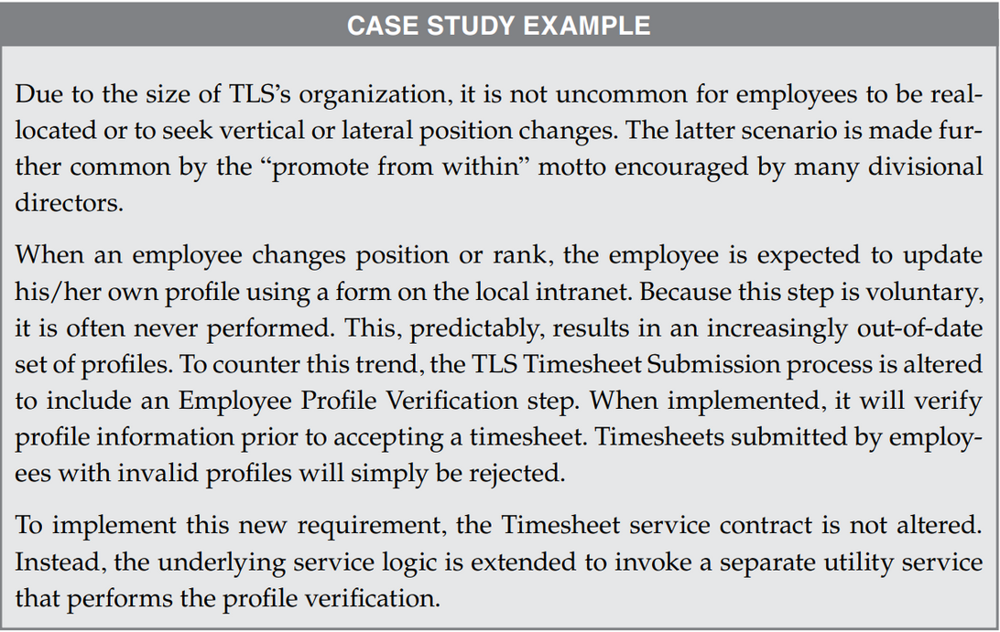 CASE STUDY EXAMPLE
Due to the size of TLS’s organization, it is not uncommon for employees to be real-
located or to seek vertical or lateral position changes. The latter scenario is made fur-
ther common by the “promote from within” motto encouraged by many divisional
directors.
When an employee changes position or rank, the employee is expected to update
his/her own profile using a form on the local intranet. Because this step is voluntary,
it is often never performed. This, predictably, results in an increasingly out-of-date
set of profiles. To counter this trend, the TLS Timesheet Submission process is altered
to include an Employee Profile Verification step. When implemented, it will verify
profile information prior to accepting a timesheet. Timesheets submitted by employ-
ees with invalid profiles will simply be rejected.
To implement this new requirement, the Timesheet service contract is not altered.
Instead, the underlying service logic is extended to invoke a separate utility service
that performs the profile verification.